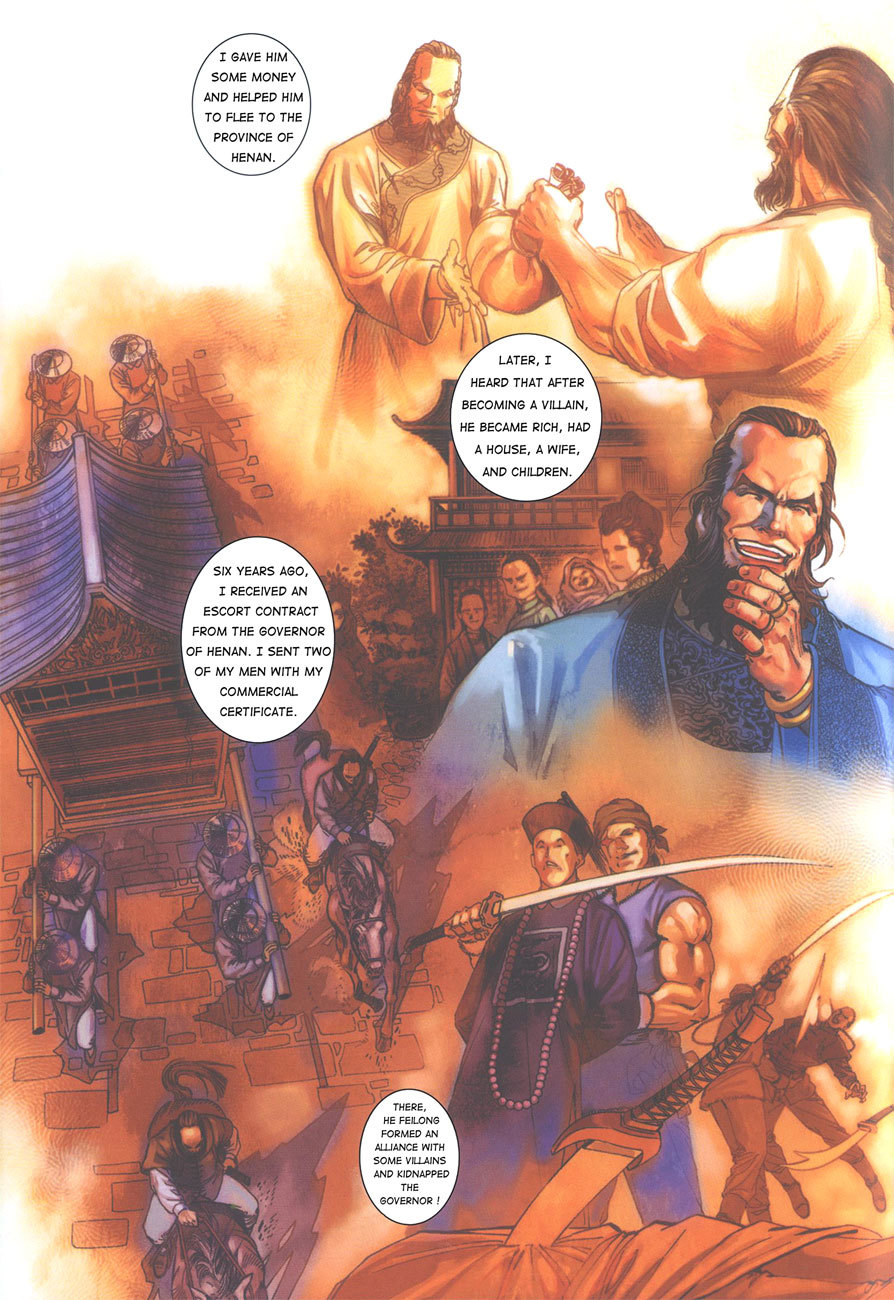 I GAVE HIM
SOME MONEY
AND HELPED HIM
TO FLEE TO THE
PROVINCE OF
HENAN.
LATER, I
HEARD THAT AFTER
BECOMING A VILLAIN,
HE BECAME RICH, HAD
A HOUSE, A WIFE,
AND CHILDREN.
SIX YEARS AGO,
I RECEIVED AN
ESCORT CONTRACT
FROM THE GOVERNOR
OF HENAN. I SENT TWO
OF MY MEN WITH MY
COMMERCIAL
CERTIFICATE.
THERE,
HE FEILONG
FORMED AN
ALLIANCE WITH
SOME VILLAINS
AND KIDNAPPED
THE
GOVERNOR !